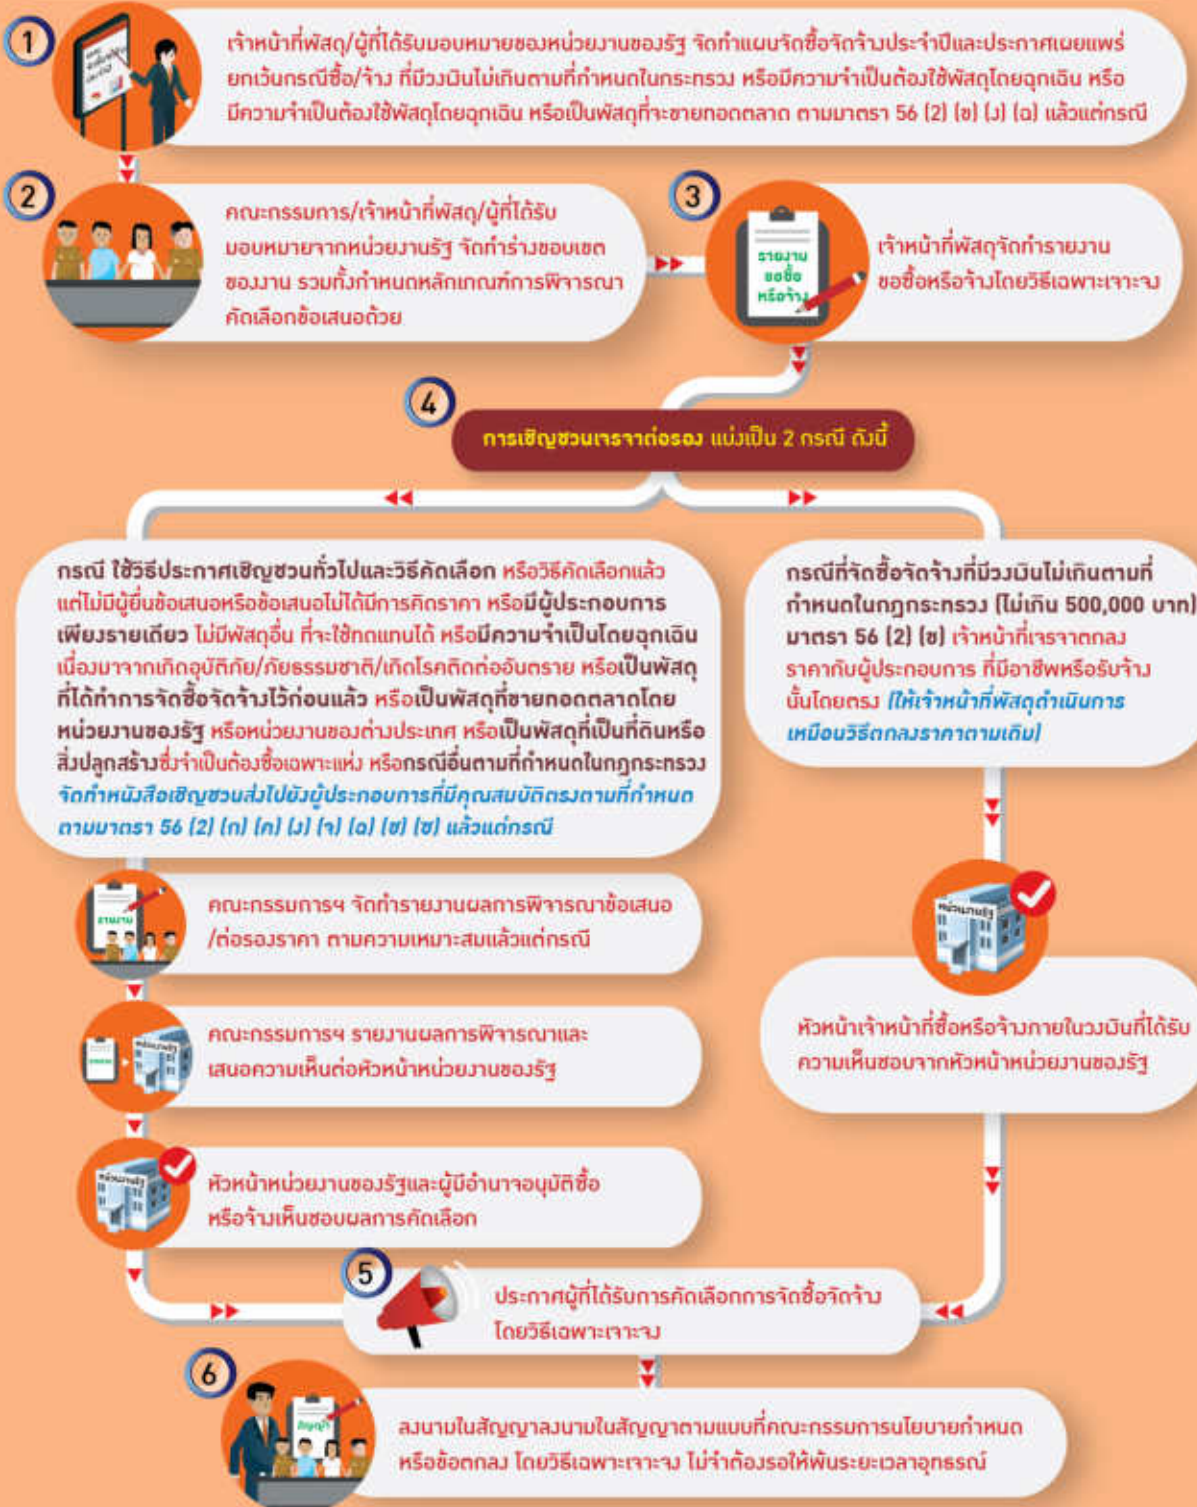 1
เจ้าหน้าที่พัสดุ/ผู้ที่ได้รับมอบหมายของหน่วยงานของรัฐ จัดทำแผนจัดซื้อจัดจ้างประจำปีและประกาศเผยแพร่
ยกเว้นกรณีซื้อ/จ้าง ที่มีวงเงินไม่เกินตามที่กำหนดในกระทรวง หรือมีความจำเป็นต้องใช้พัสดุโดยฉุกเฉิน หรือ
มีความจำเป็นต้องใช้พัสดุโดยฉุกเฉิน หรือเป็นพัสดุที่จะขายทอดตลาด ตามมาตรา 56 (2) (ข) (ง) (ฉ) แล้วแต่กรณี
2
คณะกรรมการ/เจ้าหน้าที่พัสดุ/ผู้ที่ได้รับ
มอบหมายจากหน่วยงานรัฐ จัดทำร่างขอบเขต
ของงาน รวมทั้งกำหนดหลักเกณฑ์การพิจารณา
คัดเลือกข้อเสนอด้วย
3
รายงาน
ขอซื้อ
หรือจ้าง
เจ้าหน้าที่พัสดุจัดทำรายงาน
ขอซื้อหรือจ้างโดยวิธีเฉพาะเจาะจง
4
การเชิญชวนเจรจาต่อรอง แบ่งเป็น 2 กรณี ดังนี้
กรณี ใช้วิธีประกาศเชิญชวนทั่วไปและวิธีคัดเลือก หรือวิธีคัดเลือกแล้ว
แต่ไม่มีผู้ยื่นข้อเสนอหรือข้อเสนอไม่ได้มีการคิดราคา หรือมีผู้ประกอบการ
เพียงรายเดียว ไม่มีพัสดุอื่น ที่จะใช้ทดแทนได้ หรือมีความจำเป็นโดยฉุกเฉิน
เนื่องมาจากเกิดอุบัติภัย/ภัยธรรมชาติ/เกิดโรคติดต่ออันตราย หรือเป็นพัสดุ
ที่ได้ทำการจัดซื้อจัดจ้างไว้ก่อนแล้ว หรือเป็นพัสดุที่ขายทอดตลาดโดย
หน่วยงานของรัฐ หรือหน่วยงานของต่างประเทศ หรือเป็นพัสดุที่เป็นที่ดินหรือ
สิ่งปลูกสร้างซึ่งจำเป็นต้องซื้อเฉพาะแห่ง หรือกรณีอื่นตามที่กำหนดในกฎกระทรวง
จัดทำหนังสือเชิญชวนส่งไปยังผู้ประกอบการที่มีคุณสมบัติตรงตามที่กำหนด
ตามมาตรา 56 (2) (ก) (ค) (ง) (จ) (ฉ) (ช) (ซ) แล้วแต่กรณี
กรณีที่จัดซื้อจัดจ้างที่มีวงเงินไม่เกินตามที่
กำหนดในกฎกระทรวง (ไม่เกิน 500,000 บาท)
มาตรา 56 (2) (ข) เจ้าหน้าที่เจรจาตกลง
ราคากับผู้ประกอบการ ที่มีอาชีพหรือรับจ้าง
นั้นโดยตรง (ให้เจ้าหน้าที่พัสดุดำเนินการ
เหมือนวิธีตกลงราคาตามเดิม)
รายงาน
คณะกรรมการฯ จัดทำรายงานผลการพิจารณาข้อเสนอ
/ต่อรองราคา ตามความเหมาะสมแล้วแต่กรณี
หน่วยงานรัฐ
คณะกรรมการฯ รายงานผลการพิจารณาและ
เสนอความเห็นต่อหัวหน้าหน่วยงานของรัฐ
หน่วยงานรัฐ
หัวหน้าเจ้าหน้าที่ซื้อหรือจ้างภายในวงเงินที่ได้รับ
ความเห็นชอบจากหัวหน้าหน่วยงานของรัฐ
หน่วยงานรัฐ
หัวหน้าหน่วยงานของรัฐและผู้มีอำนาจอนุมัติซื้อ
หรือจ้างเห็นชอบผลการคัดเลือก
5
ประกาศผู้ที่ได้รับการคัดเลือกการจัดซื้อจัดจ้าง
โดยวิธีเฉพาะเจาะจง
6
สัญญา
ลงนามในสัญญาลงนามในสัญญาตามแบบที่คณะกรรมการนโยบายกำหนด
หรือข้อตกลง โดยวิธีเฉพาะเจาะจง ไม่จำต้องรอให้พ้นระยะเวลาอุทธรณ์